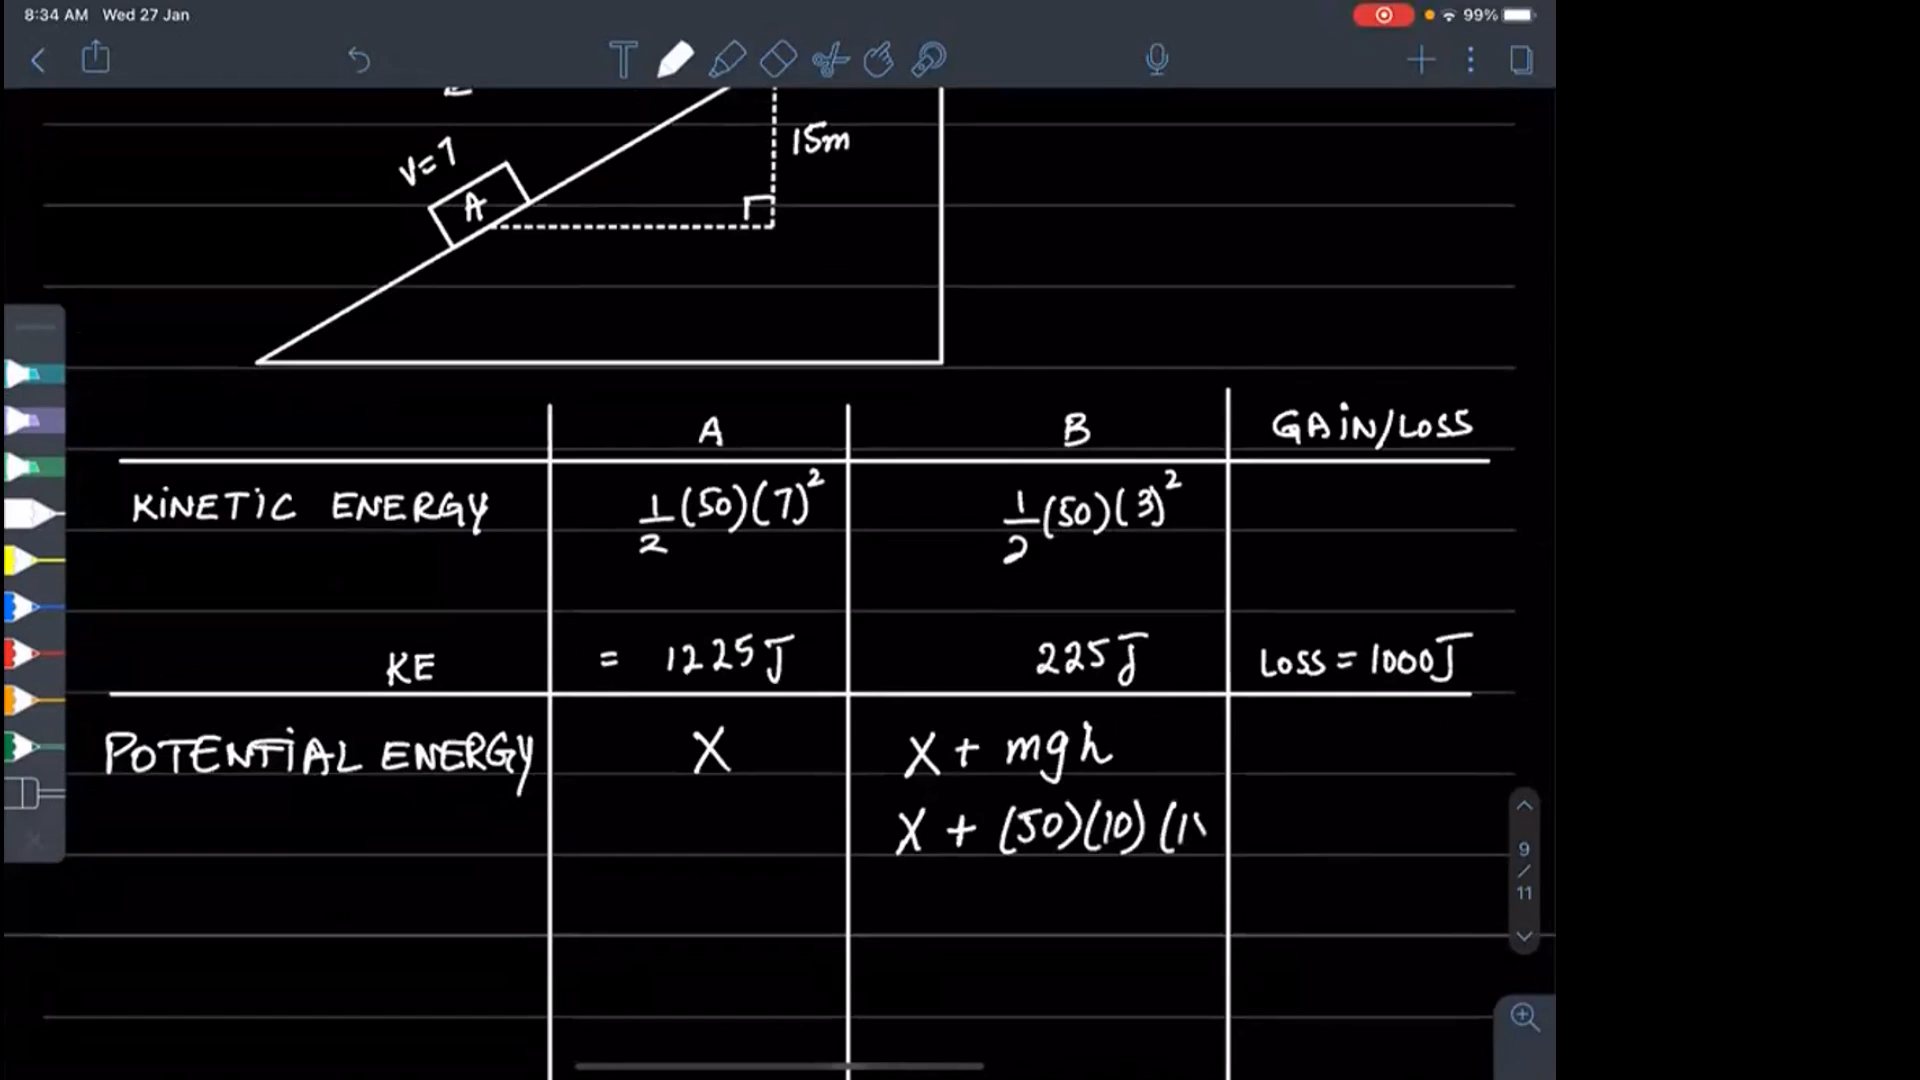 8:34 AM Wed 27 Jan
99%
15m
V=7
A
A B GAIN/LOSS
KINETIC ENERGY 1/2 (50)(7)² 1/2 (50)(3)²
KE = 1225J 225J LOSS = 1000J
POTENTIAL ENERGY X X + mgh
X + (50)(10)(1
9
/
11